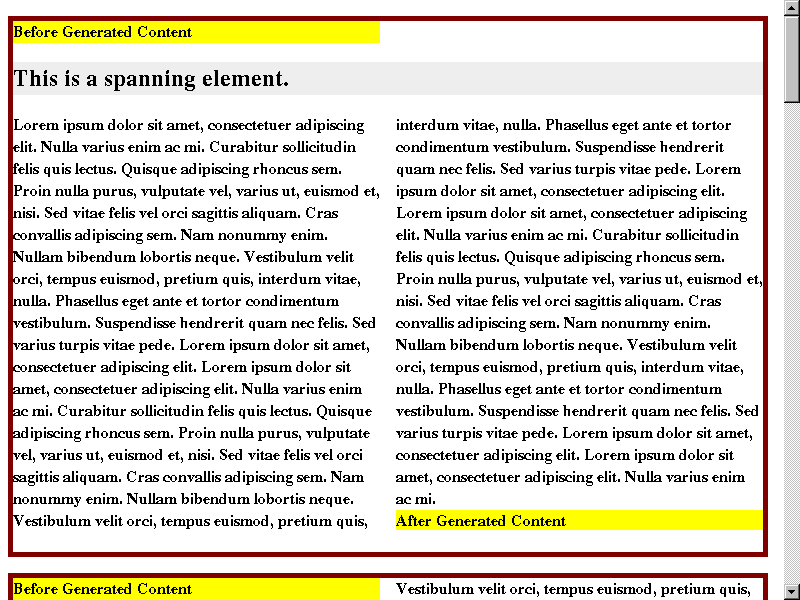 Before Generated Content
This is a spanning element.
Lorem ipsum dolor sit amet, consectetuer adipiscing
elit. Nulla varius enim ac mi. Curabitur sollicitudin
felis quis lectus. Quisque adipiscing rhoncus sem.
Proin nulla purus, vulputate vel, varius ut, euismod et,
nisi. Sed vitae felis vel orci sagittis aliquam. Cras
convallis adipiscing sem. Nam nonummy enim.
Nullam bibendum lobortis neque. Vestibulum velit
orci, tempus euismod, pretium quis, interdum vitae,
nulla. Phasellus eget ante et tortor condimentum
vestibulum. Suspendisse hendrerit quam nec felis. Sed
varius turpis vitae pede. Lorem ipsum dolor sit amet,
consectetuer adipiscing elit. Lorem ipsum dolor sit
amet, consectetuer adipiscing elit. Nulla varius enim
ac mi. Curabitur sollicitudin felis quis lectus. Quisque
adipiscing rhoncus sem. Proin nulla purus, vulputate
vel, varius ut, euismod et, nisi. Sed vitae felis vel orci
sagittis aliquam. Cras convallis adipiscing sem. Nam
nonummy enim. Nullam bibendum lobortis neque.
Vestibulum velit orci, tempus euismod, pretium quis,
interdum vitae, nulla. Phasellus eget ante et tortor
condimentum vestibulum. Suspendisse hendrerit
quam nec felis. Sed varius turpis vitae pede. Lorem
ipsum dolor sit amet, consectetuer adipiscing elit.
Lorem ipsum dolor sit amet, consectetuer adipiscing
elit. Nulla varius enim ac mi. Curabitur sollicitudin
felis quis lectus. Quisque adipiscing rhoncus sem.
Proin nulla purus, vulputate vel, varius ut, euismod et,
nisi. Sed vitae felis vel orci sagittis aliquam. Cras
convallis adipiscing sem. Nam nonummy enim.
Nullam bibendum lobortis neque. Vestibulum velit
orci, tempus euismod, pretium quis, interdum vitae,
nulla. Phasellus eget ante et tortor condimentum
vestibulum. Suspendisse hendrerit quam nec felis. Sed
varius turpis vitae pede. Lorem ipsum dolor sit amet,
consectetuer adipiscing elit. Lorem ipsum dolor sit
amet, consectetuer adipiscing elit. Nulla varius enim
ac mi.
After Generated Content
Before Generated Content
Vestibulum velit orci, tempus euismod, pretium quis,